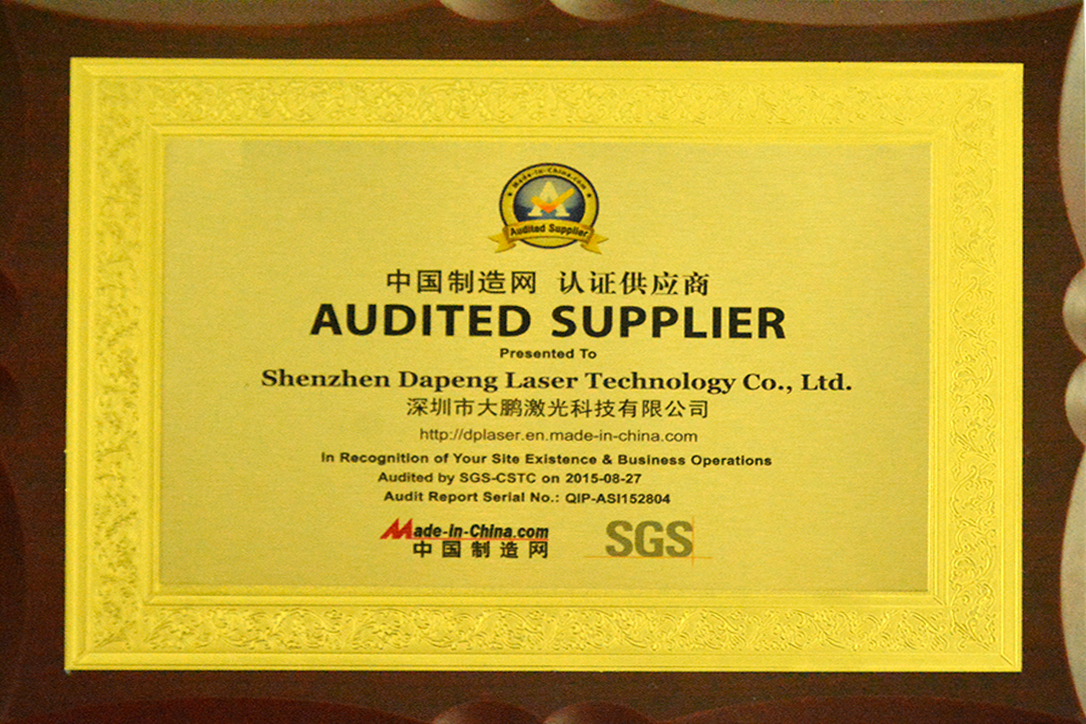 Made-in-China.com
Audited Supplier
中国制造网 认证供应商
AUDITED SUPPLIER
Presented To
Shenzhen Dapeng Laser Technology Co., Ltd.
深圳市大鹏激光科技有限公司
http://dplaser.en.made-in-china.com
In Recognition of Your Site Existence & Business Operations
Audited by SGS-CSTC on 2015-08-27
Audit Report Serial No.: QIP-ASI152804
Made-in-China.com
中国制造网
SGS